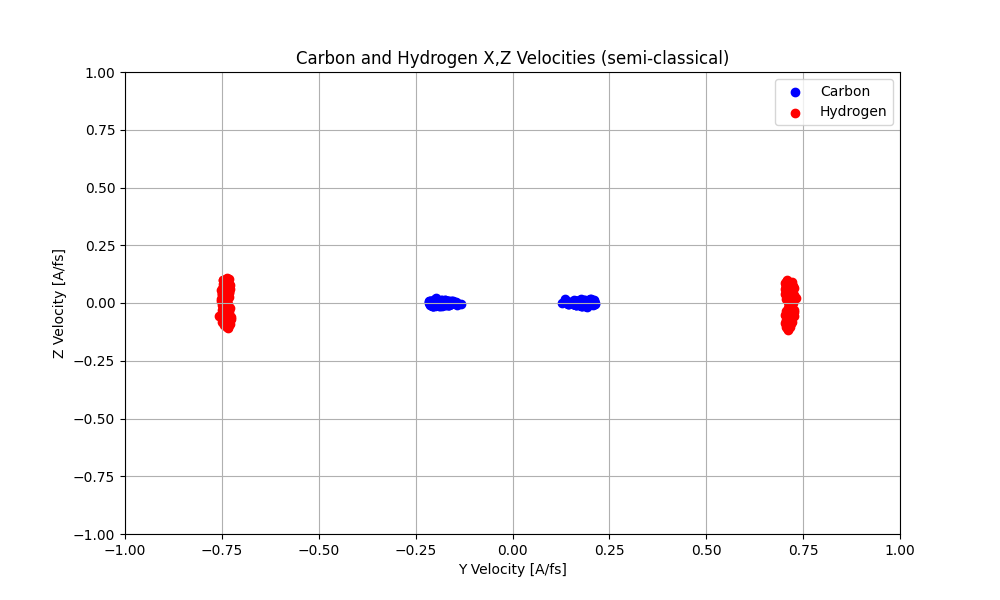 Carbon and Hydrogen X,Z Velocities (semi-classical)
Carbon
Hydrogen
1.00
0.75
0.50
0.25
0.00
−0.25
−0.50
−0.75
−1.00
Z Velocity [A/fs]
−1.00 −0.75 −0.50 −0.25 0.00 0.25 0.50 0.75 1.00
Y Velocity [A/fs]